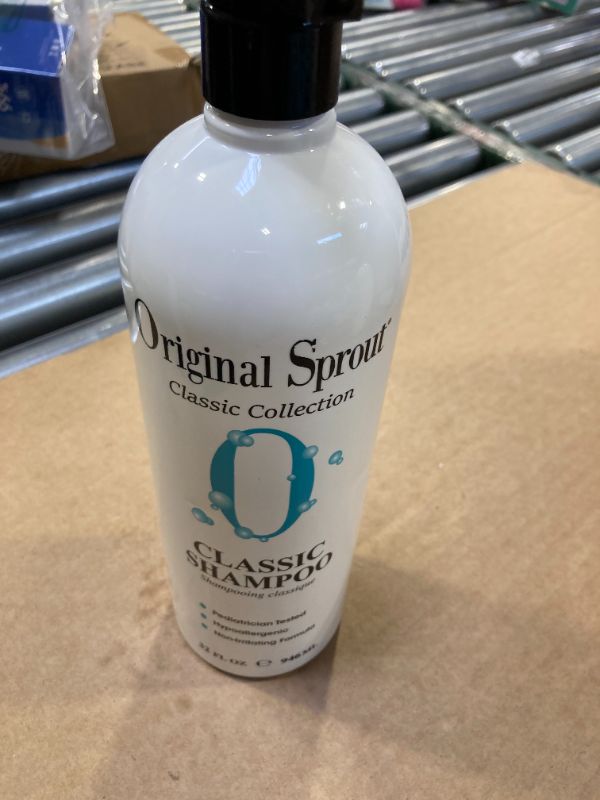 Original Sprout
Classic Collection
O
CLASSIC
SHAMPOO
Shampooing classique
Pediatrician Tested
Hypoallergenic
Non-Irritating Formula
32 FL OZ ℮ 946 ML